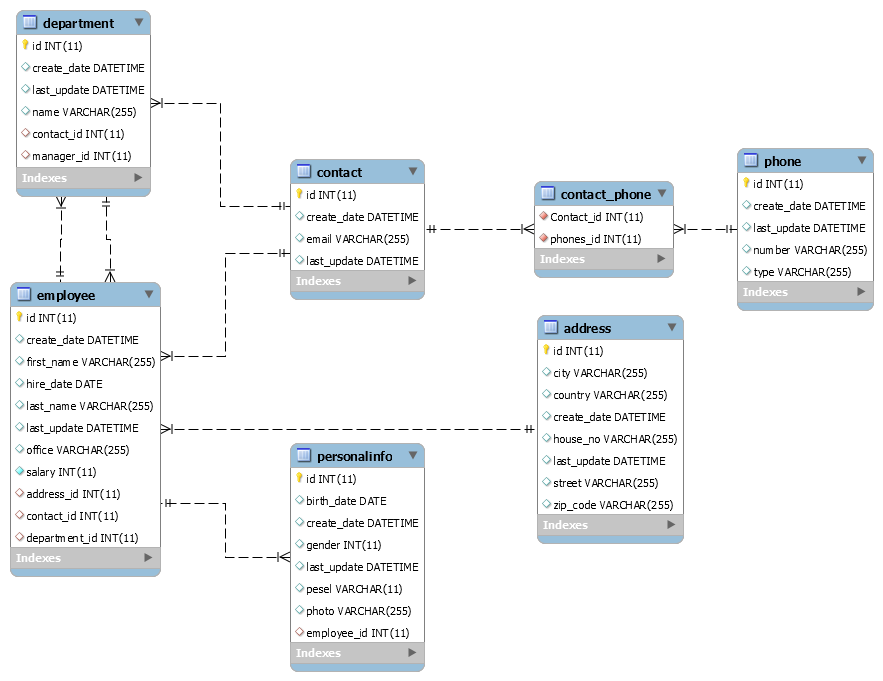 department
id INT(11)
create_date DATETIME
last_update DATETIME
name VARCHAR(255)
contact_id INT(11)
manager_id INT(11)
Indexes
employee
id INT(11)
create_date DATETIME
first_name VARCHAR(255)
hire_date DATE
last_name VARCHAR(255)
last_update DATETIME
office VARCHAR(255)
salary INT(11)
address_id INT(11)
contact_id INT(11)
department_id INT(11)
Indexes
contact
id INT(11)
create_date DATETIME
email VARCHAR(255)
last_update DATETIME
Indexes
personalinfo
id INT(11)
birth_date DATE
create_date DATETIME
gender INT(11)
last_update DATETIME
pesel VARCHAR(11)
photo VARCHAR(255)
employee_id INT(11)
Indexes
contact_phone
Contact_id INT(11)
phones_id INT(11)
Indexes
address
id INT(11)
city VARCHAR(255)
country VARCHAR(255)
create_date DATETIME
house_no VARCHAR(255)
last_update DATETIME
street VARCHAR(255)
zip_code VARCHAR(255)
Indexes
phone
id INT(11)
create_date DATETIME
last_update DATETIME
number VARCHAR(255)
type VARCHAR(255)
Indexes